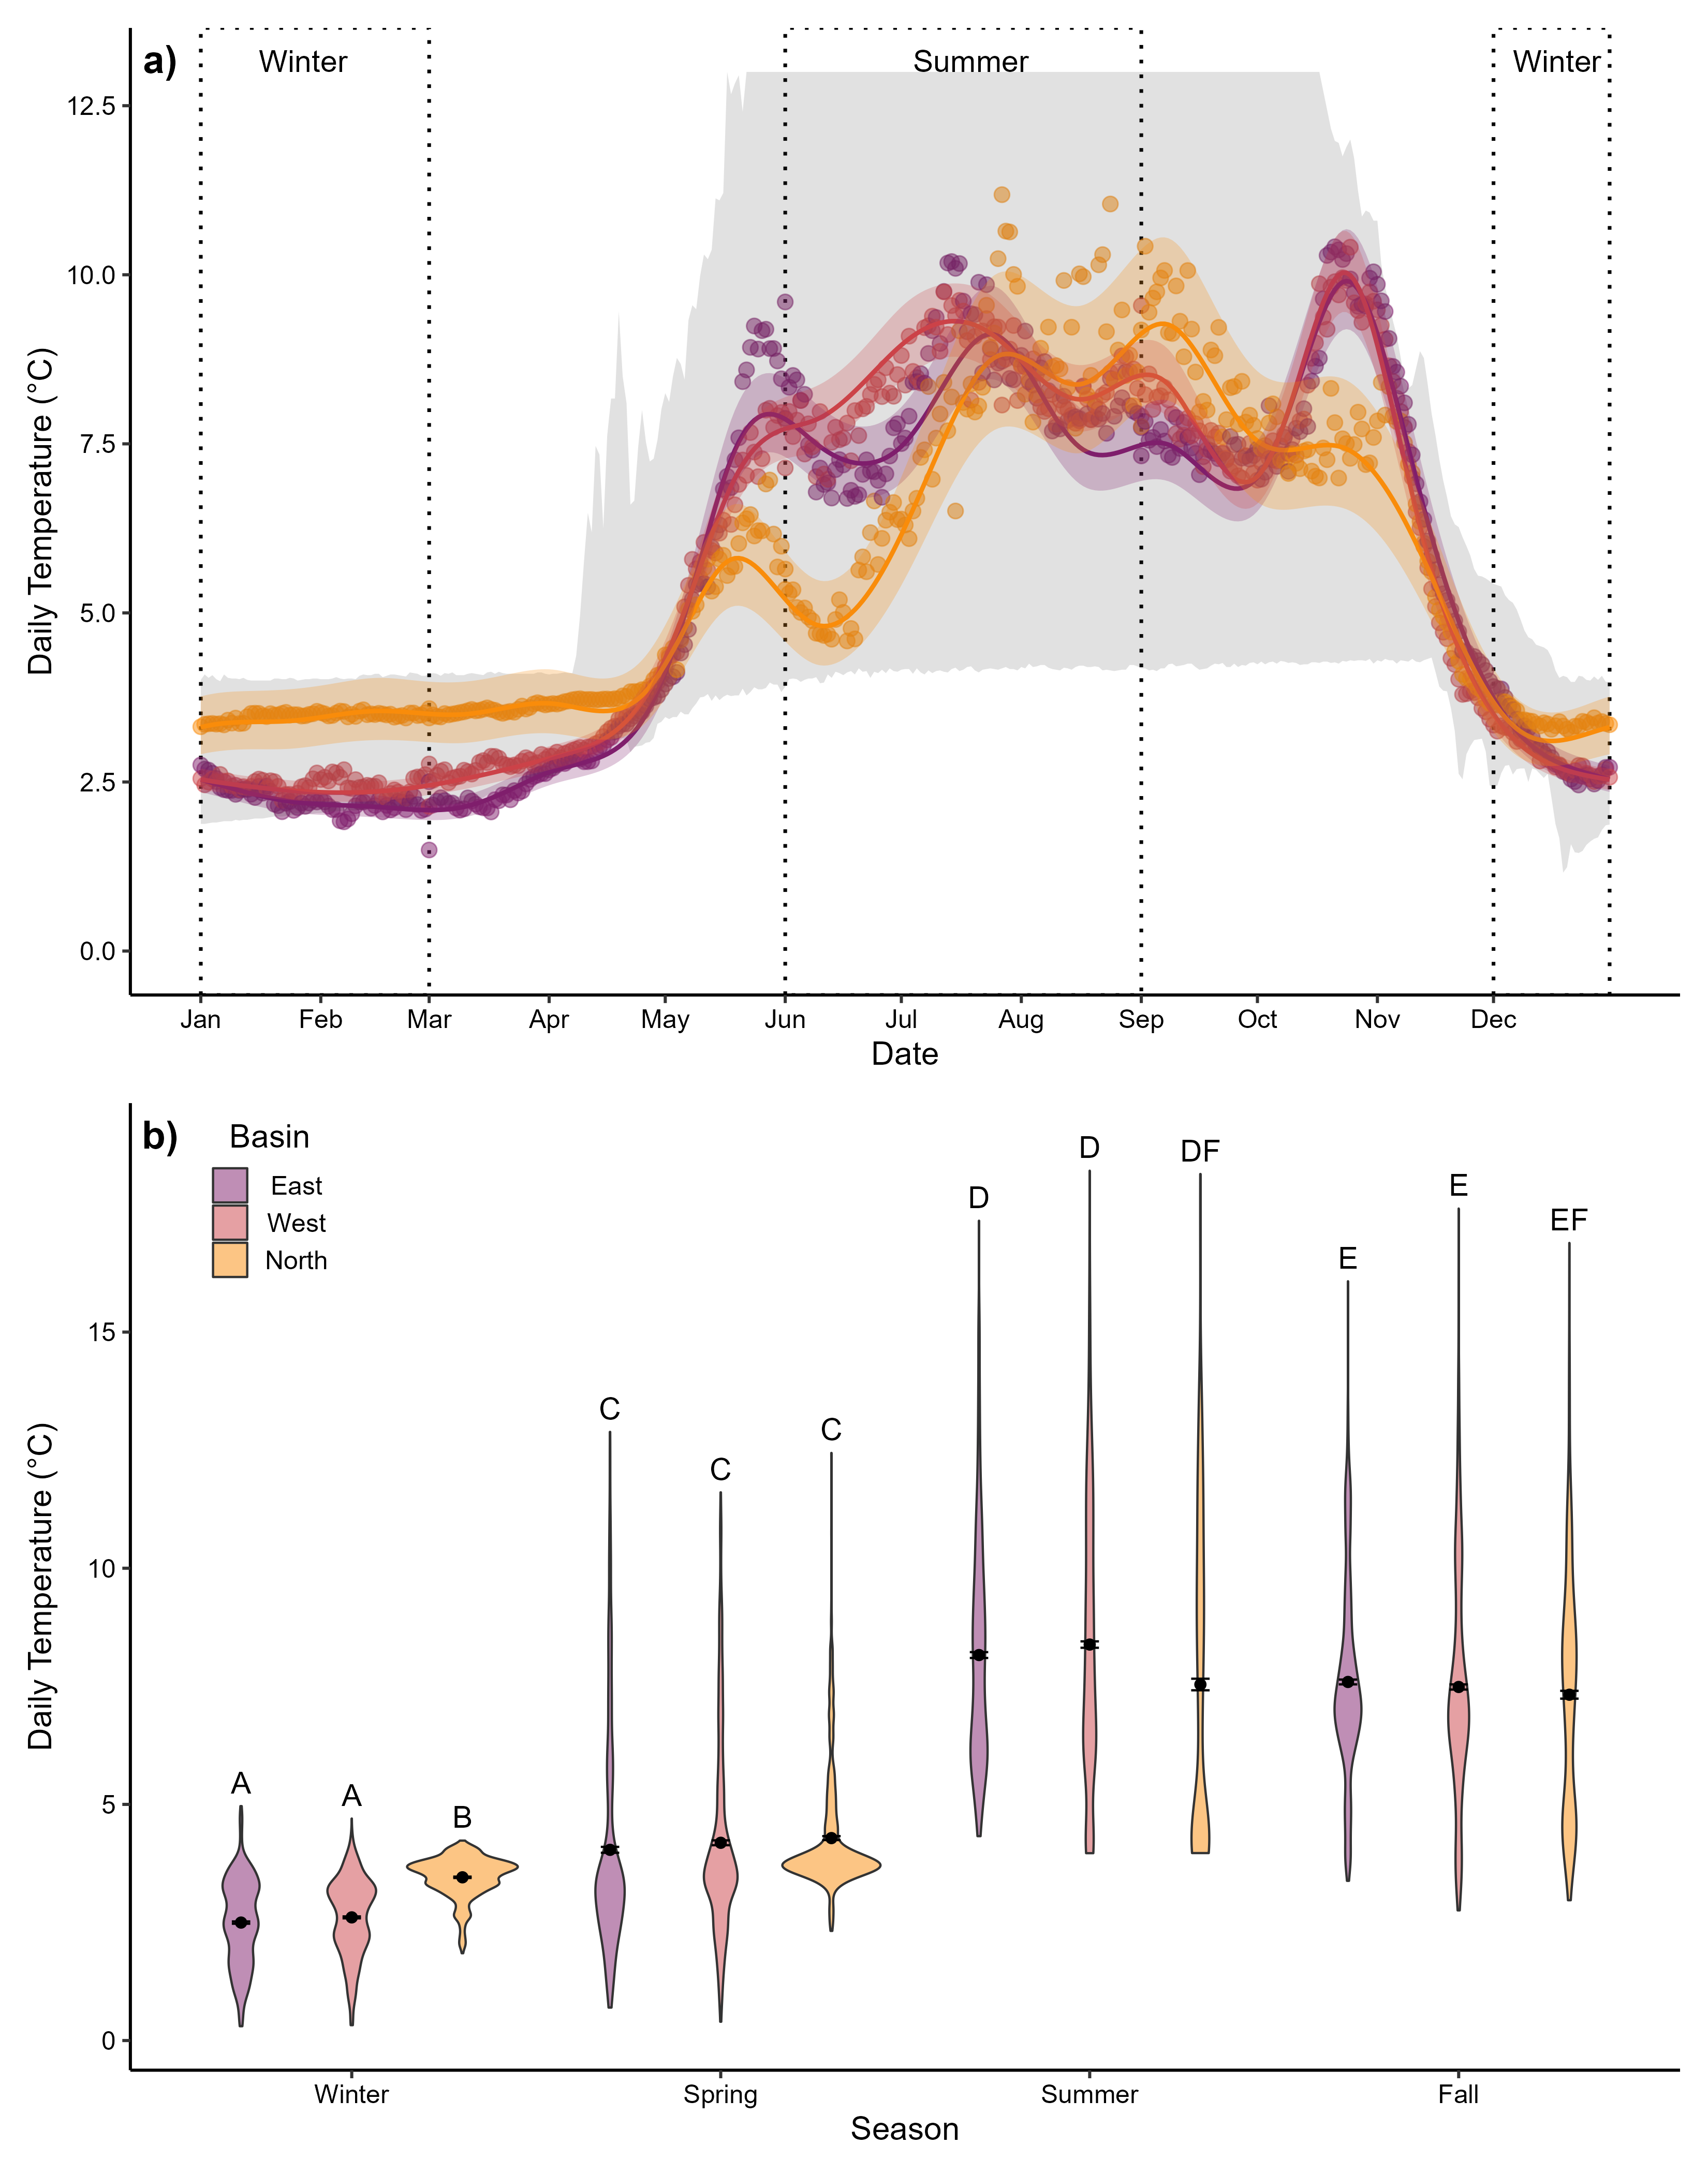 a)
Winter
Summer
Winter
12.5
10.0
7.5
5.0
2.5
0.0
Daily Temperature (°C)
Jan
Feb
Mar
Apr
May
Jun
Jul
Aug
Sep
Oct
Nov
Dec
Date
b)
Basin
East
West
North
D
D
DF
E
E
EF
C
C
C
A
A
B
15
10
5
0
Daily Temperature (°C)
Winter
Spring
Summer
Fall
Season